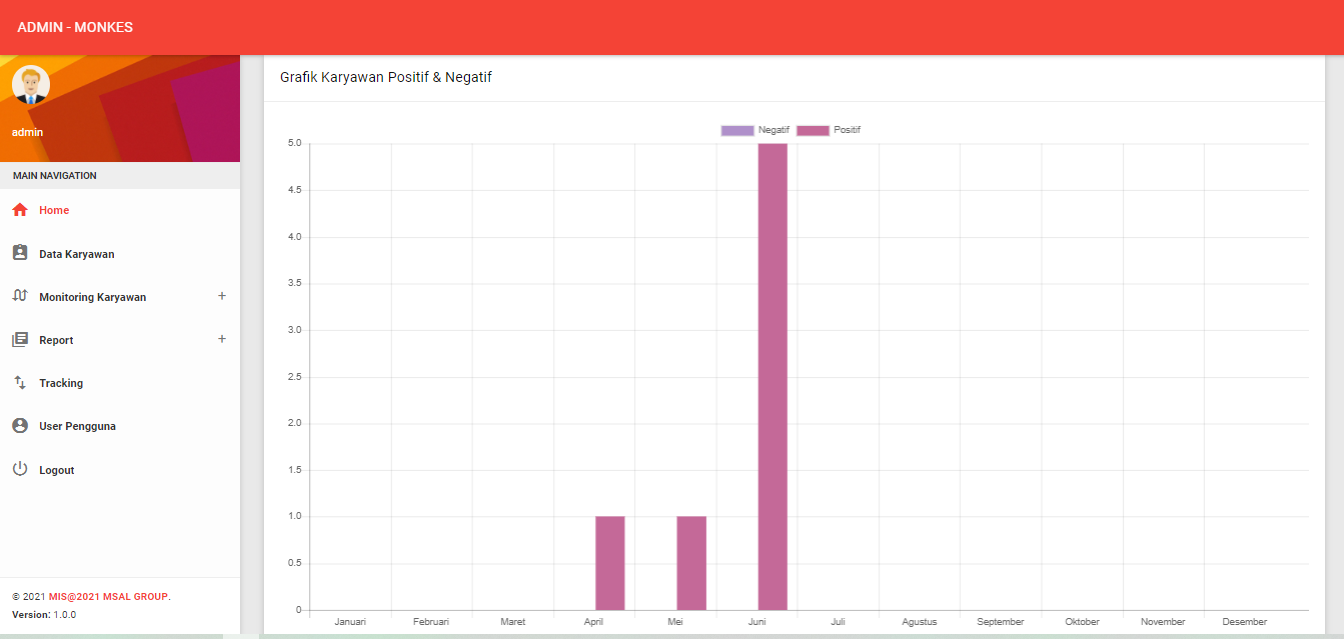 ADMIN - MONKES
admin
MAIN NAVIGATION
Home
Data Karyawan
Monitoring Karyawan +
Report +
Tracking
User Pengguna
Logout
© 2021 MIS@2021 MSAL GROUP.
Version: 1.0.0
Grafik Karyawan Positif & Negatif
Negatif Positif
5.0
4.5
4.0
3.5
3.0
2.5
2.0
1.5
1.0
0.5
0
Januari Februari Maret April Mei Juni Juli Agustus September Oktober November Desember